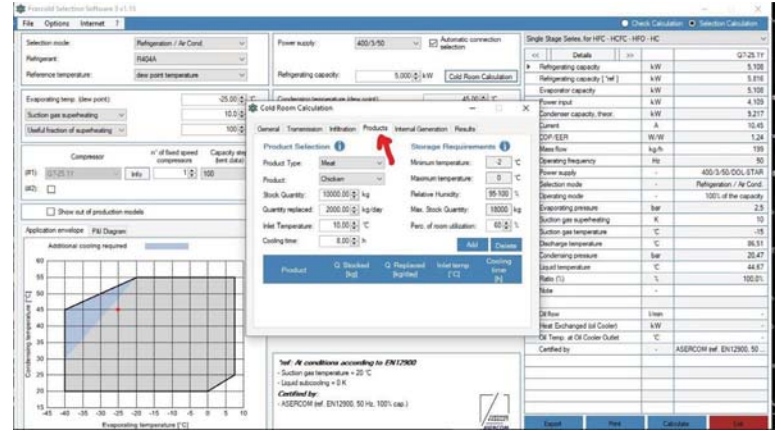 Frascold Selection Software 3 v1.15
File Options Internet ?
Check Calculation Selection Calculation
Selection mode: Refrigeration / Air Cond.
Refrigerant: R404A
Reference temperature: dew point temperature
Power supply: 400/3/50 Automatic connection selection
Refrigerating capacity: 5.000 kW Cold Room Calculation
Evaporating temp. (dew point): -25.00 °C
Condensing temperature (dew point): 45.00 °C
Suction gas superheating 10.0
Useful fraction of superheating 100
Compressor n° of fixed speed compressors Capacity step (tent data)
(#1) Q7-25.1Y Info 1 100
(#2)
Show out of production models
Application envelope P&I Diagram
Additional cooling required
Condensing temperature [°C]
60
55
50
45
40
35
30
25
20
15
-45 -40 -35 -30 -25 -20 -15 -10 -5 0 5 10
Evaporating temperature [°C]
Cold Room Calculation
General Transmission Infiltration Products Internal Generation Results
Product Selection Storage Requirements
Product Type: Meat Minimum temperature: -2 °C
Product: Chicken Maximum temperature: 0 °C
Stock Quantity: 10000.00 kg Relative Humidity: 95-100 %
Quantity replaced: 2000.00 kg/day Max. Stock Quantity: 18000 kg
Inlet Temperature: 10.00 °C Perc. of room utilization: 60 %
Cooling time: 8.00 h Add Delete
Product Q. Stocked [kg] Q. Replaced [kg/day] Inlet temp [°C] Cooling time [h]
*ref: At conditions according to EN12900
- Suction gas temperature = 20 °C
- Liquid subcooling = 0 K
Certified by:
- ASERCOM (ref. EN12900, 50 Hz, 100% cap.)
ASERCOM
Single Stage Series, for HFC - HCFC - HFO - HC
<< Details >> Q7-25.1Y
Refrigerating capacity kW 5,108
Refrigerating capacity [*ref.] kW 5,816
Evaporator capacity kW 5,108
Power input kW 4,109
Condenser capacity, theor. kW 9,217
Current A 10,45
COP/EER W/W 1,24
Mass flow kg/h 199
Operating frequency Hz 50
Power supply - 400/3/50/DOL-STAR
Selection mode - Refrigeration / Air Cond.
Operating mode - 100% of the capacity
Evaporating pressure bar 2,5
Suction gas superheating K 10
Suction gas temperature °C -15
Discharge temperature °C 86,51
Condensing pressure bar 20,47
Liquid temperature °C 44,67
Ratio (%) % 100,0%
Note -
Oil flow l/min -
Heat Exchanged (oil Cooler) kW -
Oil Temp. at Oil Cooler Outlet °C -
Certified by - ASERCOM (ref. EN12900, 50 ...
Export Print Calculate Exit